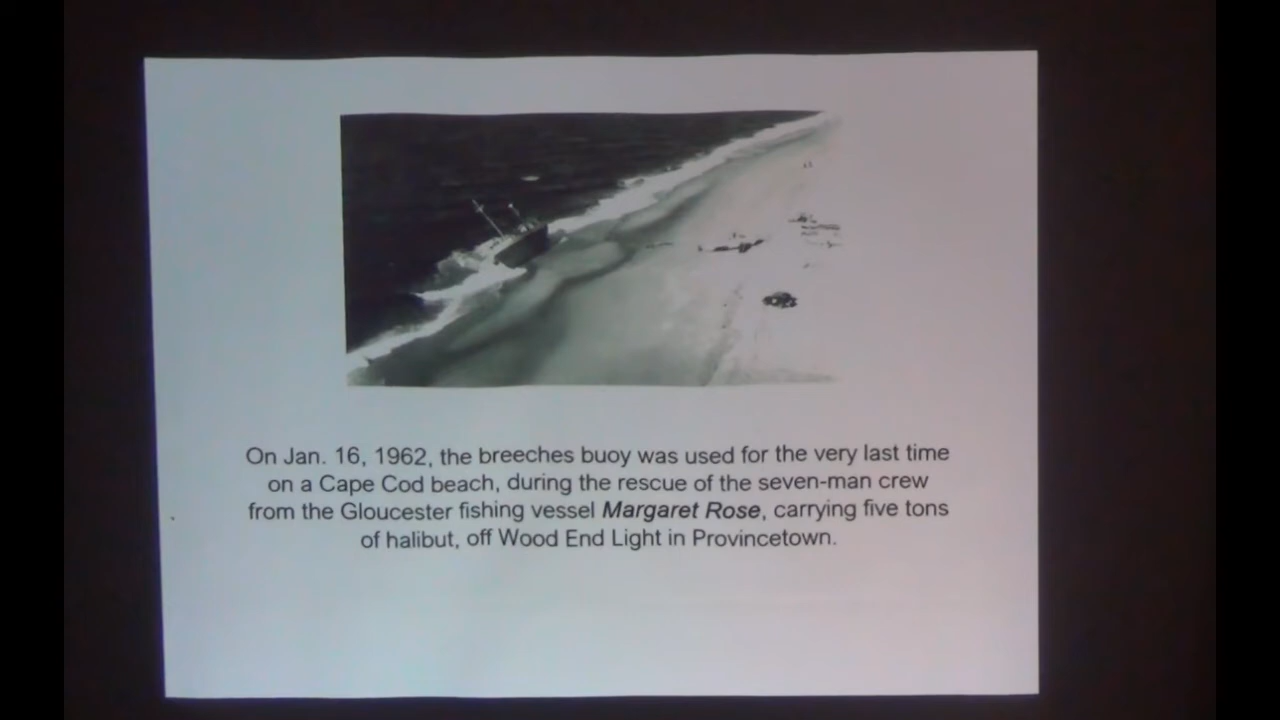 On Jan. 16, 1962, the breeches buoy was used for the very last time
on a Cape Cod beach, during the rescue of the seven-man crew
from the Gloucester fishing vessel Margaret Rose, carrying five tons
of halibut, off Wood End Light in Provincetown.